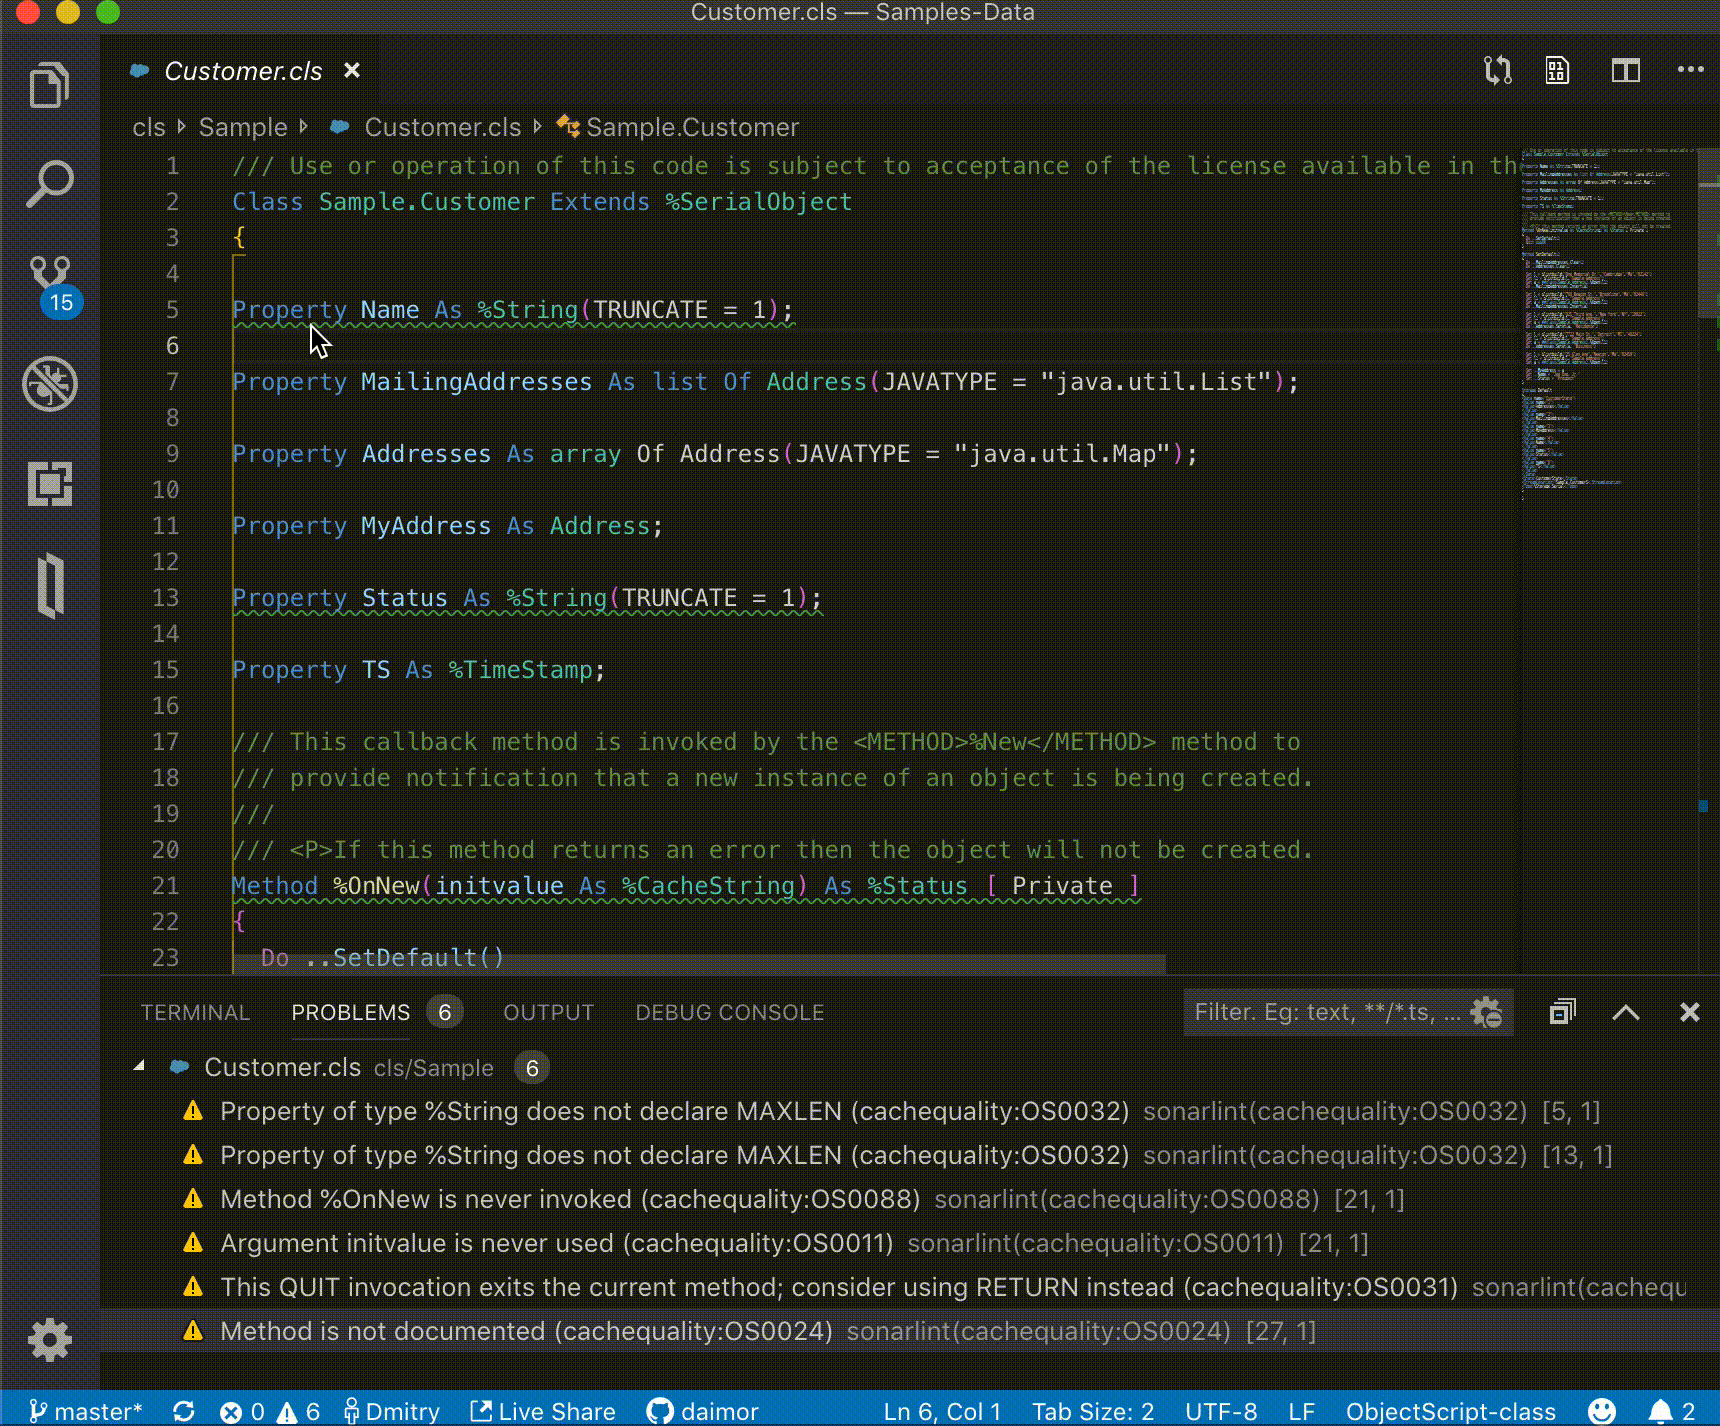 Customer.cls — Samples-Data
Customer.cls
cls Sample Customer.cls Sample.Customer
1 /// Use or operation of this code is subject to acceptance of the license available in th
2 Class Sample.Customer Extends %SerialObject
3 {
4
5 Property Name As %String(TRUNCATE = 1);
6
7 Property MailingAddresses As list Of Address(JAVATYPE = "java.util.List");
8
9 Property Addresses As array Of Address(JAVATYPE = "java.util.Map");
10
11 Property MyAddress As Address;
12
13 Property Status As %String(TRUNCATE = 1);
14
15 Property TS As %TimeStamp;
16
17 /// This callback method is invoked by the <METHOD>%New</METHOD> method to
18 /// provide notification that a new instance of an object is being created.
19 ///
20 /// <P>If this method returns an error then the object will not be created.
21 Method %OnNew(initvalue As %CacheString) As %Status [ Private ]
22 {
23 Do ..SetDefault()
15
TERMINAL PROBLEMS 6 OUTPUT DEBUG CONSOLE Filter. Eg: text, **/*.ts, ...
Customer.cls cls/Sample 6
Property of type %String does not declare MAXLEN (cachequality:OS0032) sonarlint(cachequality:OS0032) [5, 1]
Property of type %String does not declare MAXLEN (cachequality:OS0032) sonarlint(cachequality:OS0032) [13, 1]
Method %OnNew is never invoked (cachequality:OS0088) sonarlint(cachequality:OS0088) [21, 1]
Argument initvalue is never used (cachequality:OS0011) sonarlint(cachequality:OS0011) [21, 1]
This QUIT invocation exits the current method; consider using RETURN instead (cachequality:OS0031) sonarlint(cachequ
Method is not documented (cachequality:OS0024) sonarlint(cachequality:OS0024) [27, 1]
master* 0 6 Dmitry Live Share daimor Ln 6, Col 1 Tab Size: 2 UTF-8 LF ObjectScript-class 2